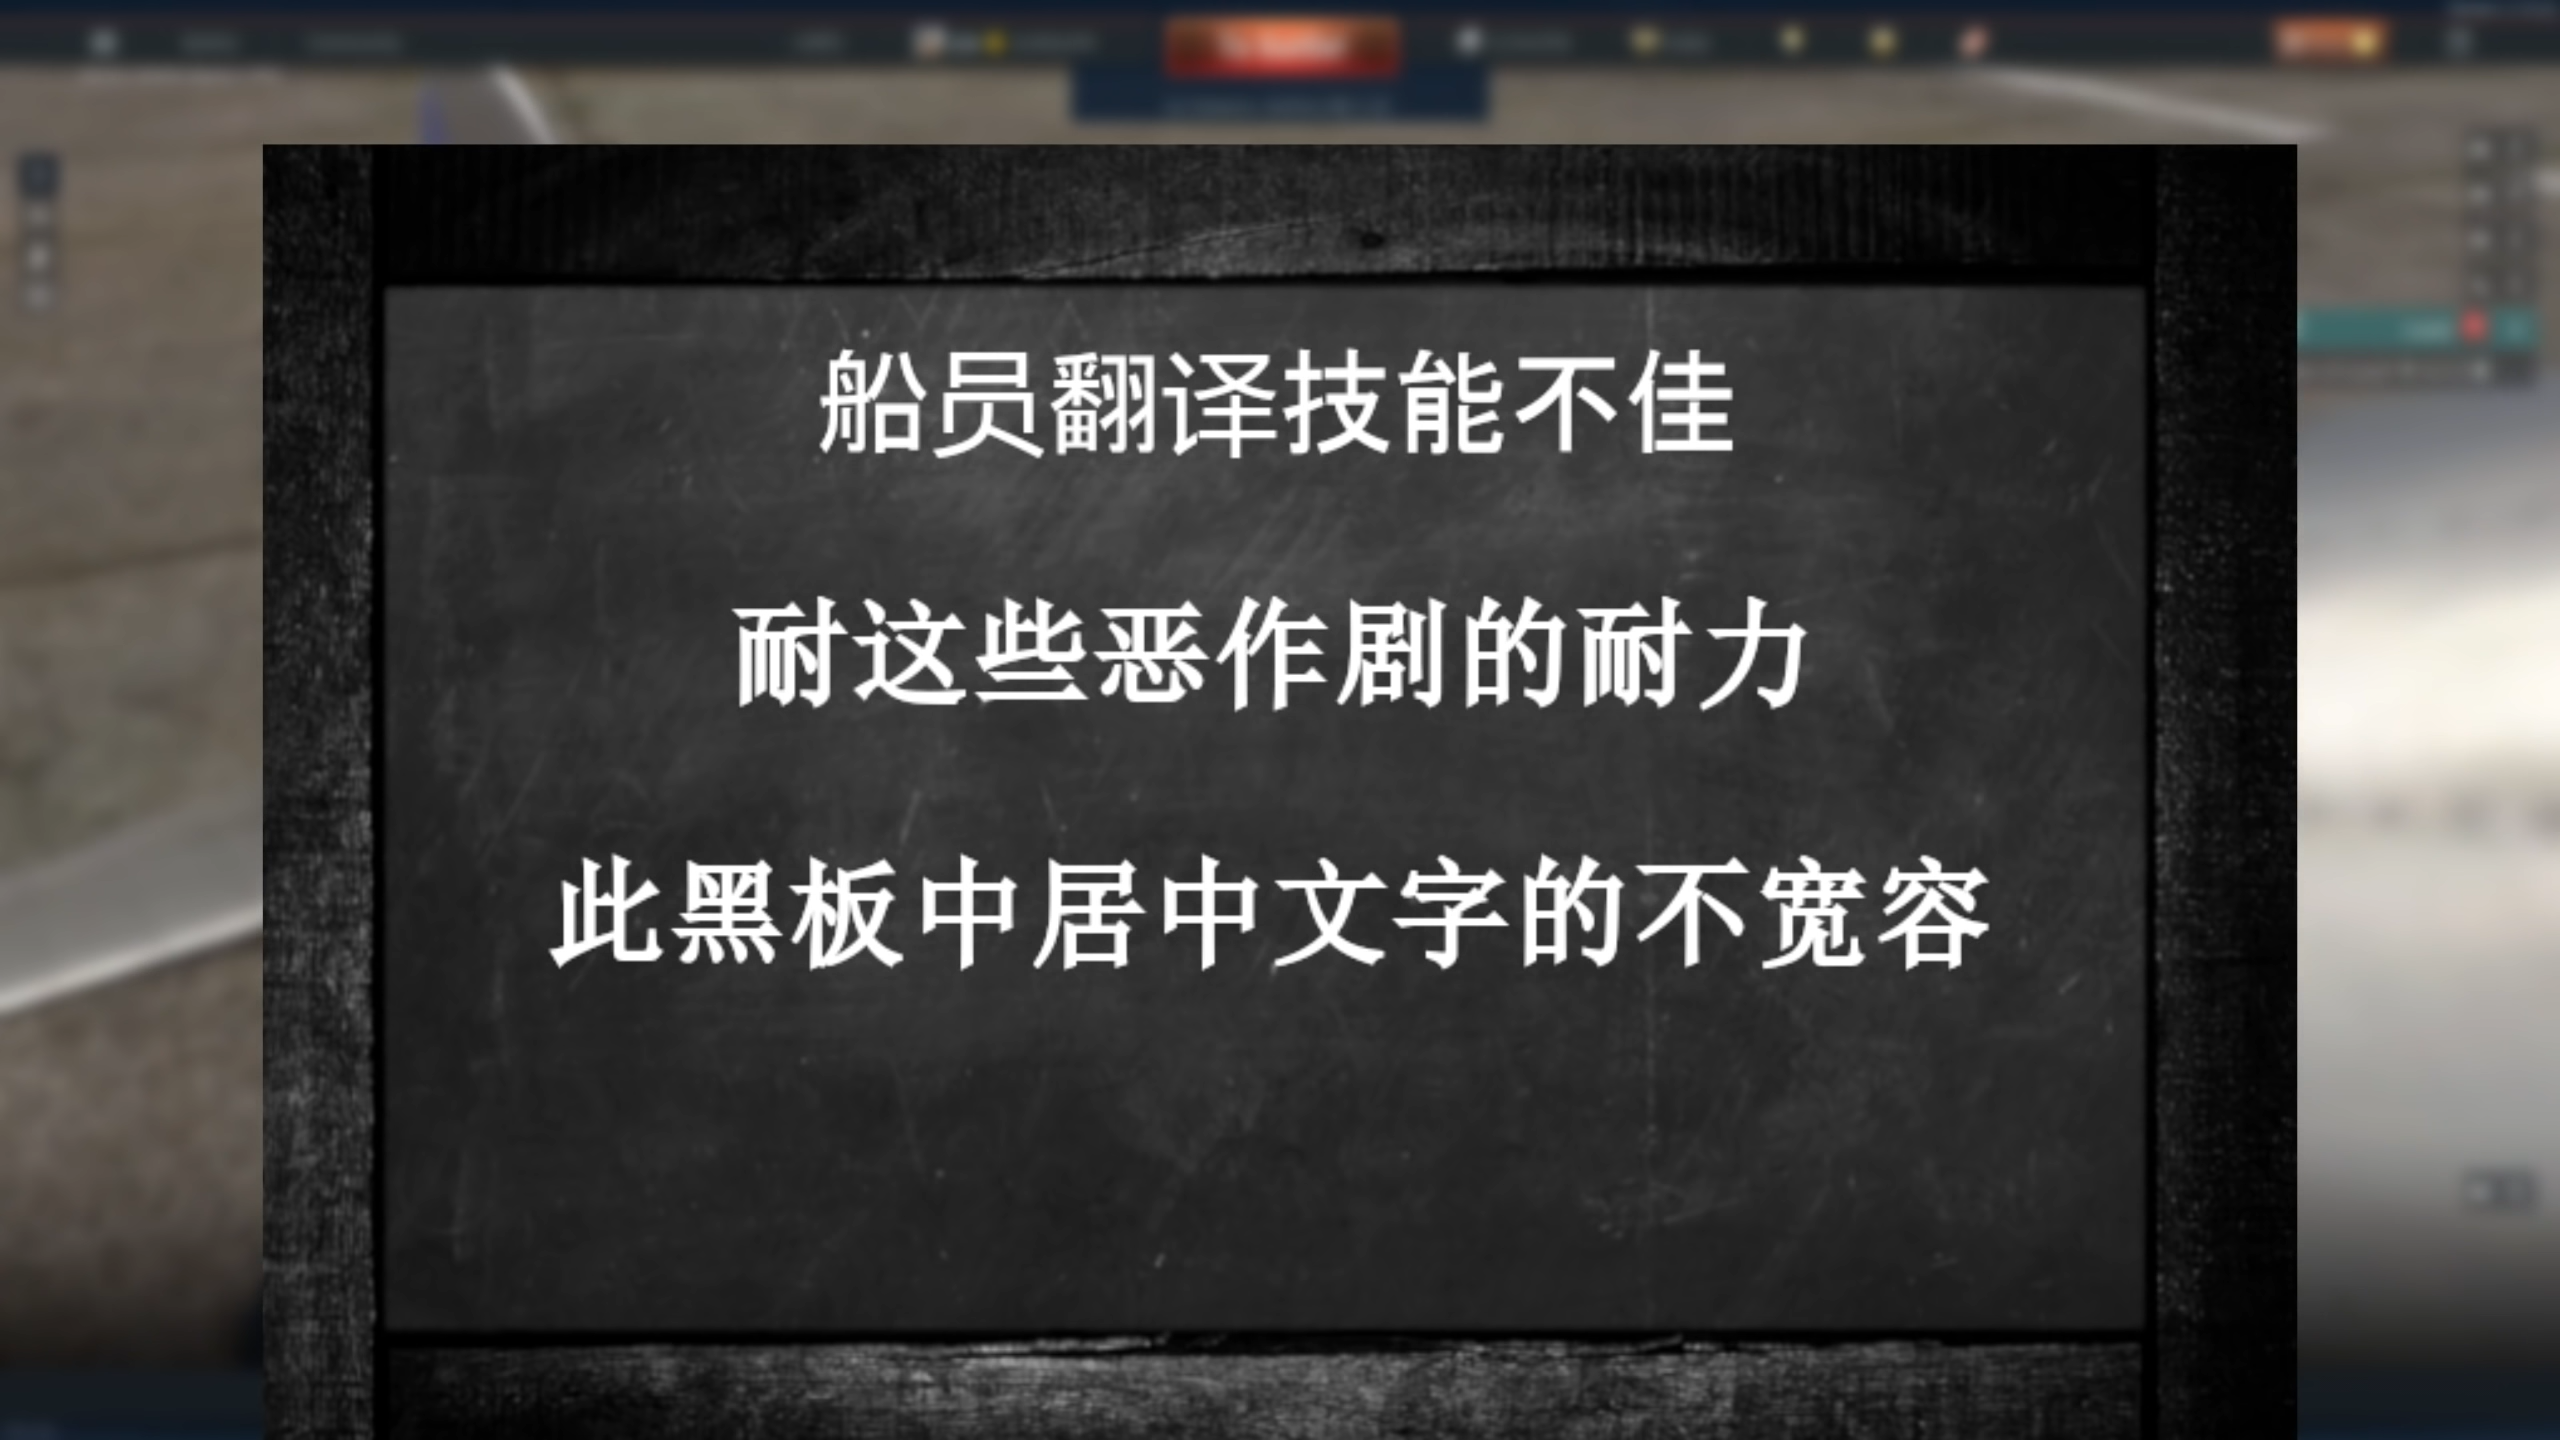 船员翻译技能不佳
耐这些恶作剧的耐力
此黑板中居中文字的不宽容